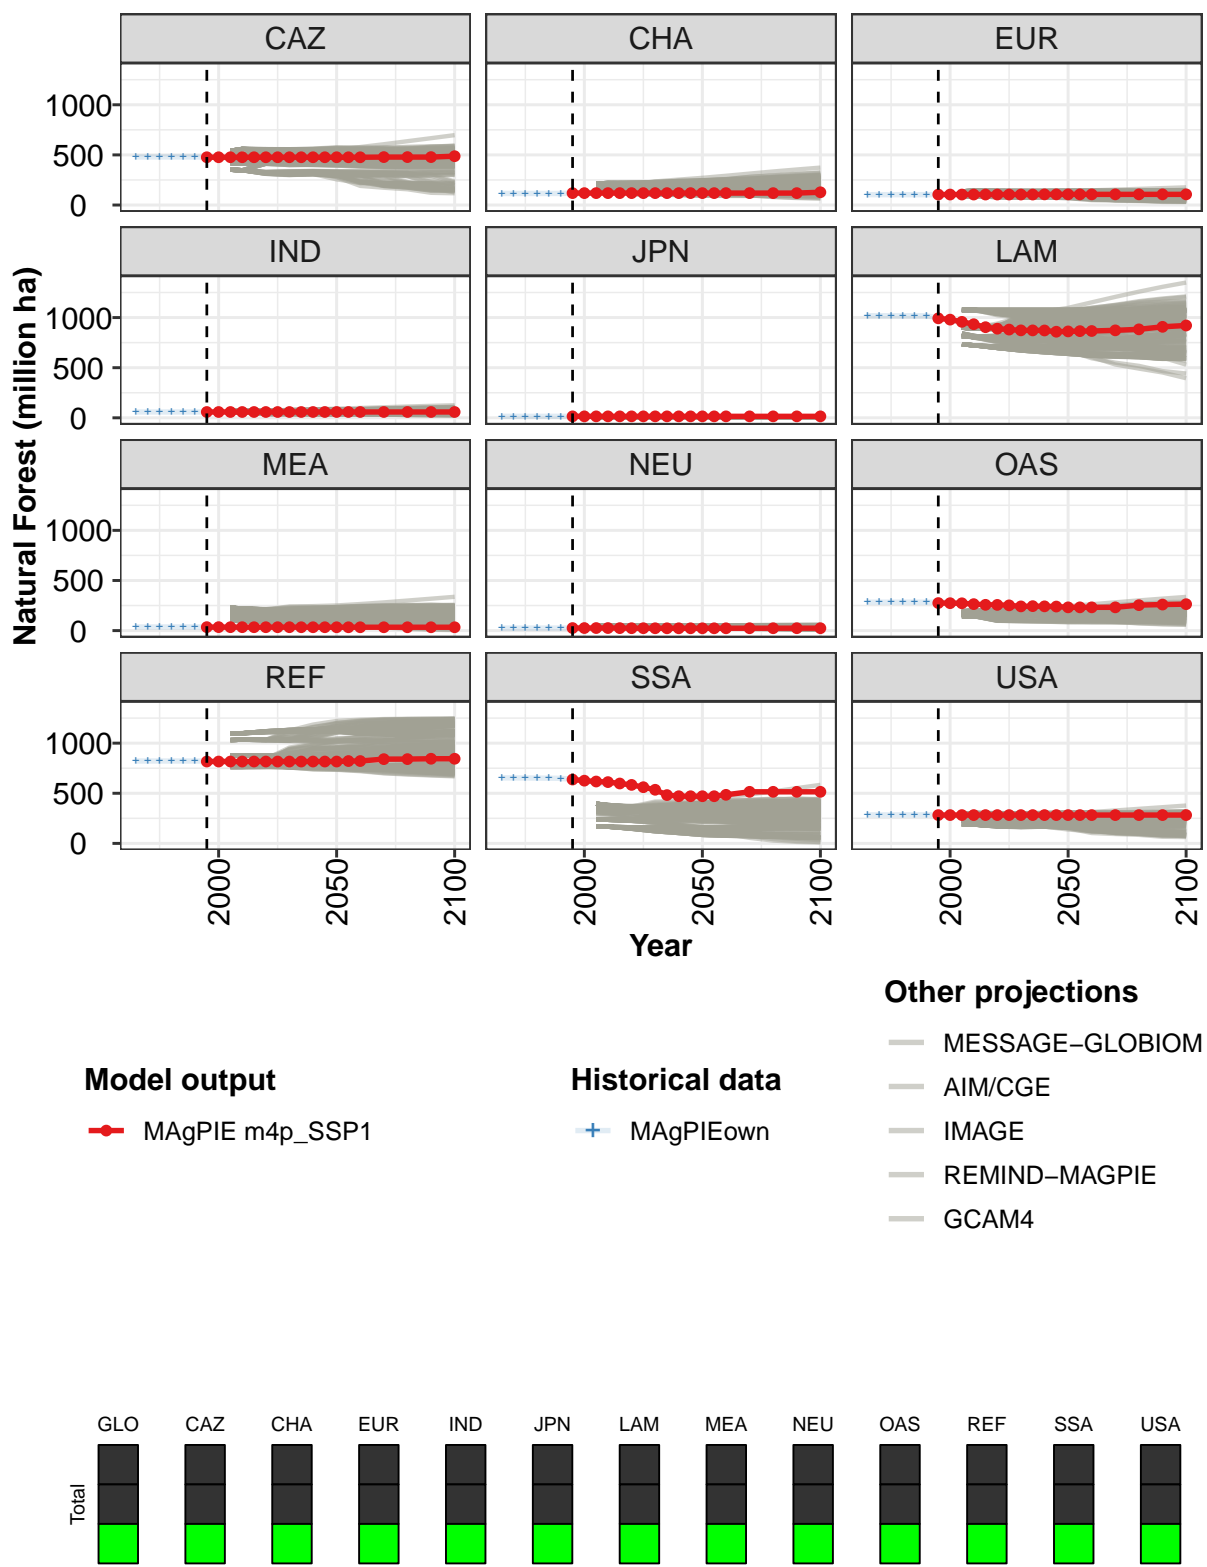 CAZ CHA EUR
1000
500
0
IND JPN LAM
1000
500
0
MEA NEU OAS
1000
500
0
REF SSA USA
1000
500
0
Natural Forest (million ha)
2000 2050 2100 2000 2050 2100 2000 2050 2100
Year
Model output
MAgPIE m4p_SSP1
Historical data
MAgPIEown
Other projections
MESSAGE−GLOBIOM
AIM/CGE
IMAGE
REMIND−MAGPIE
GCAM4
GLO CAZ CHA EUR IND JPN LAM MEA NEU OAS REF SSA USA
Total